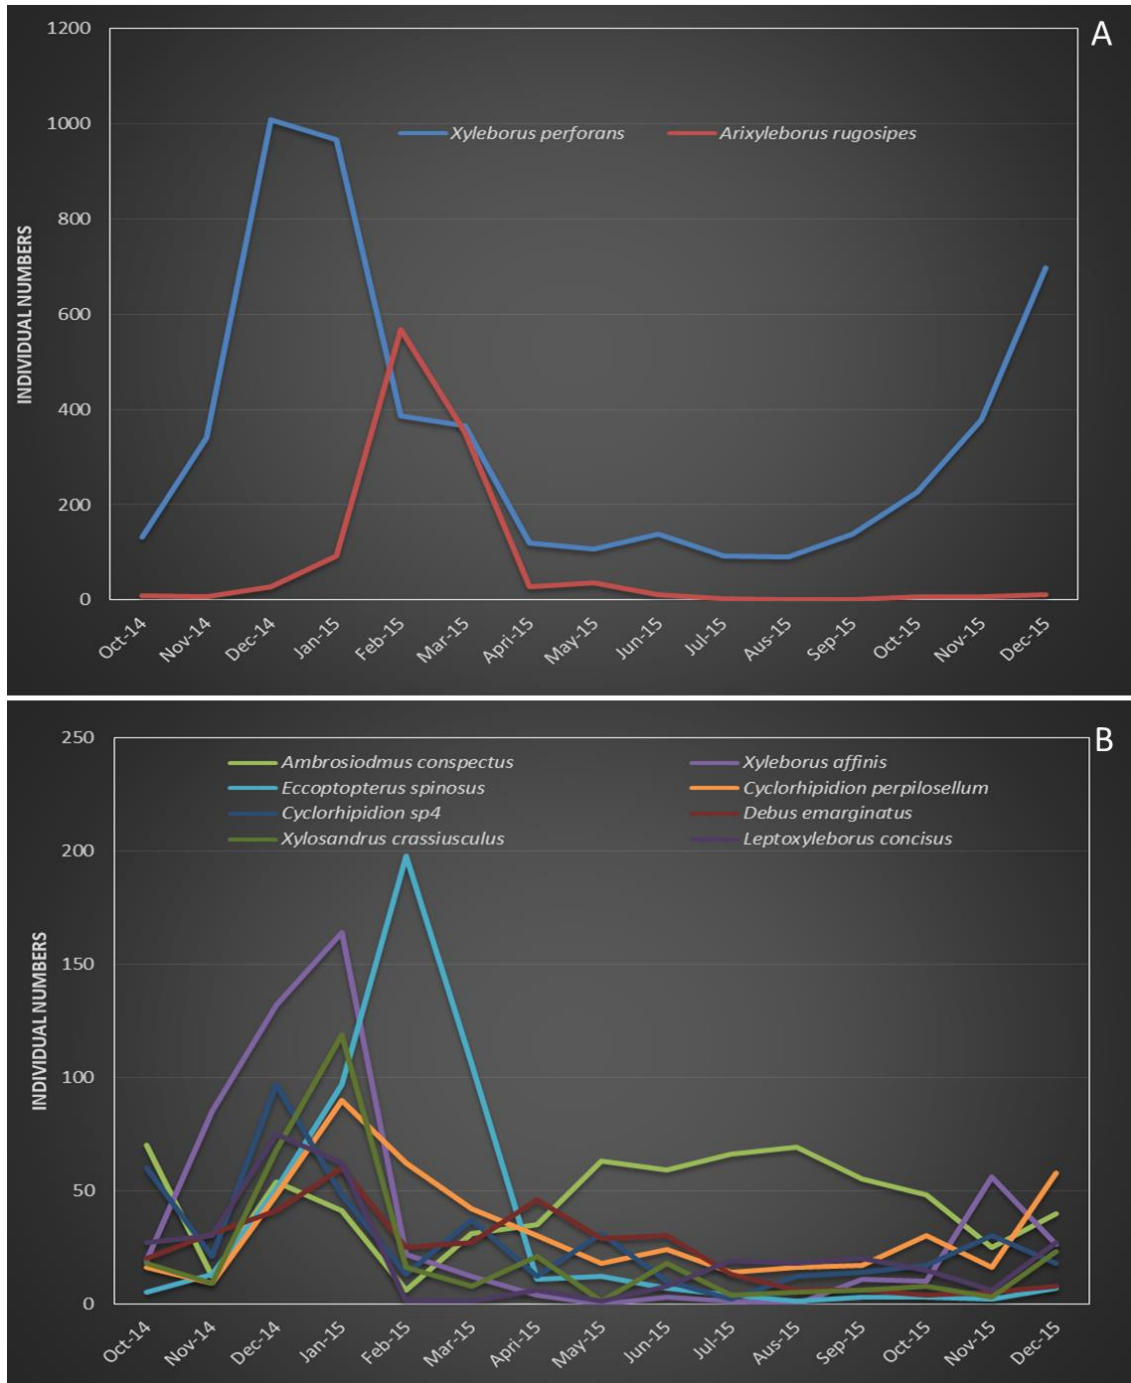 A
1200
1000
800
600
400
200
0
INDIVIDUAL NUMBERS
Xyleborus perforans Arixyleborus rugosipes
Oct-14 Nov-14 Dec-14 Jan-15 Feb-15 Mar-15 Apri-15 May-15 Jun-15 Jul-15 Aus-15 Sep-15 Oct-15 Nov-15 Dec-15
B
250
200
150
100
50
0
INDIVIDUAL NUMBERS
Ambrosiodmus conspectus Xyleborus affinis
Eccoptopterus spinosus Cyclorhipidion perpilosellum
Cyclorhipidion sp4 Debus emarginatus
Xylosandrus crassiusculus Leptoxyleborus concisus
Oct-14 Nov-14 Dec-14 Jan-15 Feb-15 Mar-15 Apri-15 May-15 Jun-15 Jul-15 Aus-15 Sep-15 Oct-15 Nov-15 Dec-15